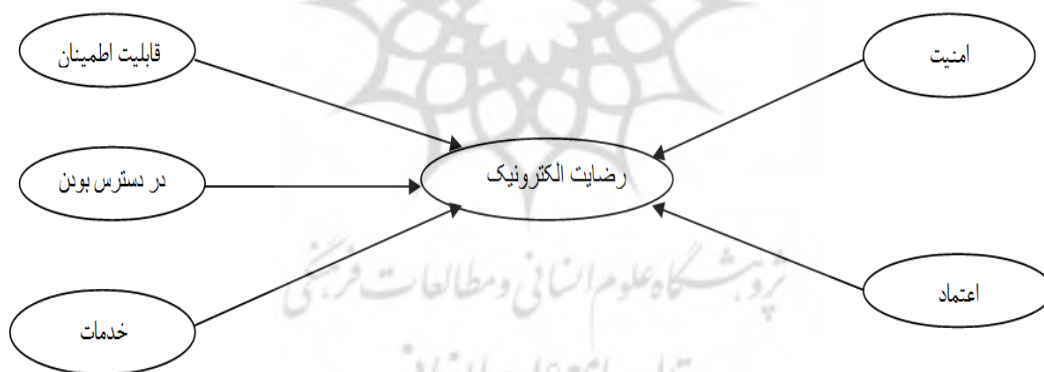 قابلیت اطمینان
امنیت
در دسترس بودن
رضایت الکترونیک
خدمات
اعتماد
پژوهشگاه علوم انسانی و مطالعات فرهنگی